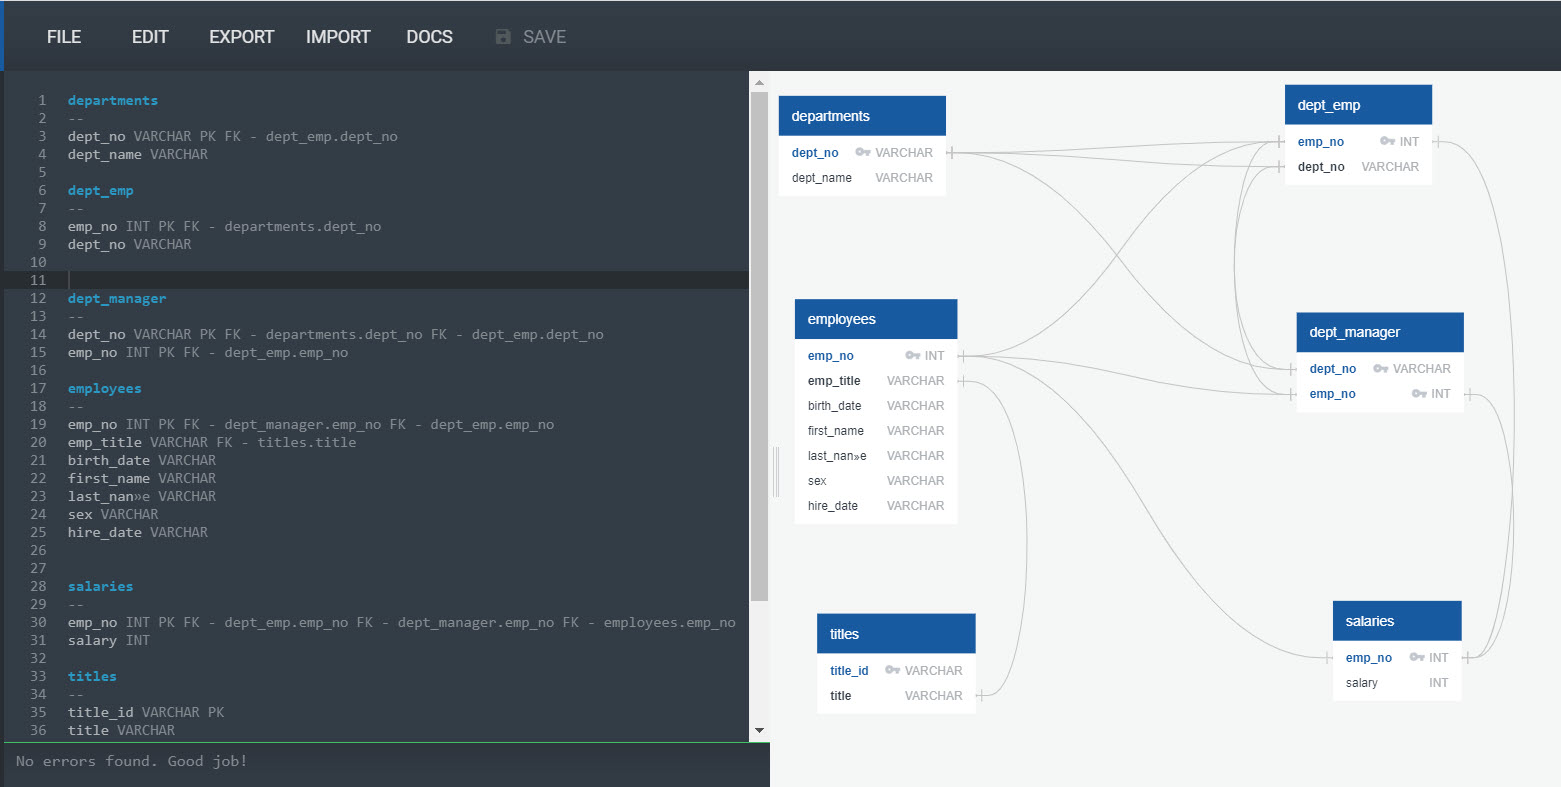 FILE EDIT EXPORT IMPORT DOCS SAVE
1 departments
2 --
3 dept_no VARCHAR PK FK - dept_emp.dept_no
4 dept_name VARCHAR
5
6 dept_emp
7 --
8 emp_no INT PK FK - departments.dept_no
9 dept_no VARCHAR
10
11
12 dept_manager
13 --
14 dept_no VARCHAR PK FK - departments.dept_no FK - dept_emp.dept_no
15 emp_no INT PK FK - dept_emp.emp_no
16
17 employees
18 --
19 emp_no INT PK FK - dept_manager.emp_no FK - dept_emp.emp_no
20 emp_title VARCHAR FK - titles.title
21 birth_date VARCHAR
22 first_name VARCHAR
23 last_nan»e VARCHAR
24 sex VARCHAR
25 hire_date VARCHAR
26
27
28 salaries
29 --
30 emp_no INT PK FK - dept_emp.emp_no FK - dept_manager.emp_no FK - employees.emp_no
31 salary INT
32
33 titles
34 --
35 title_id VARCHAR PK
36 title VARCHAR
No errors found. Good job!
departments
dept_no VARCHAR
dept_name VARCHAR
dept_emp
emp_no INT
dept_no VARCHAR
employees
emp_no INT
emp_title VARCHAR
birth_date VARCHAR
first_name VARCHAR
last_nan»e VARCHAR
sex VARCHAR
hire_date VARCHAR
dept_manager
dept_no VARCHAR
emp_no INT
titles
title_id VARCHAR
title VARCHAR
salaries
emp_no INT
salary INT